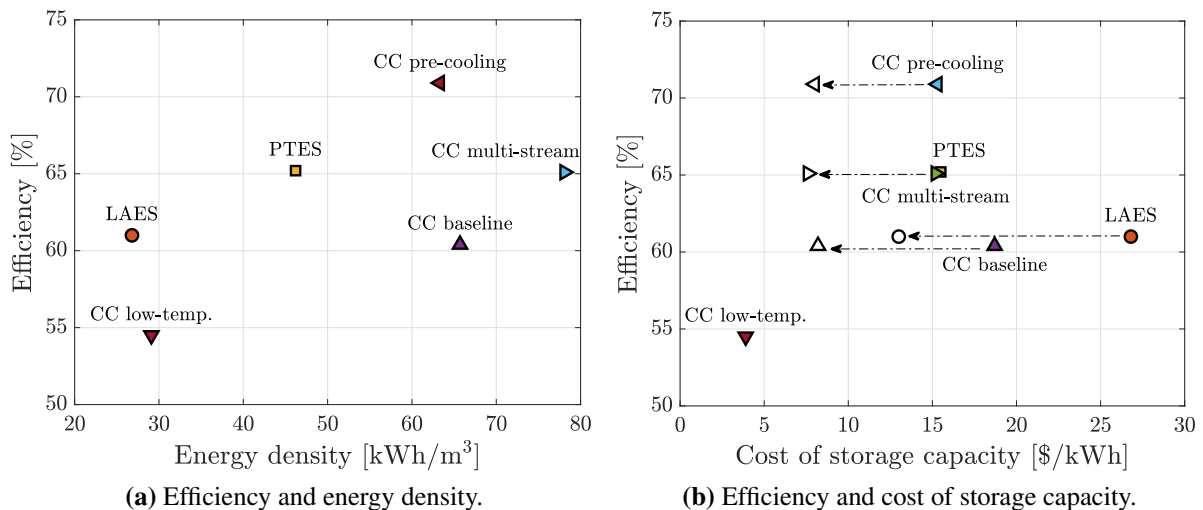 75
70
65
60
55
50
20
30
40
50
60
70
80
Efficiency [%]
Energy density [kWh/m³]
CC pre-cooling
PTES
CC multi-stream
LAES
CC baseline
CC low-temp.
(a) Efficiency and energy density.
75
70
65
60
55
50
0
5
10
15
20
25
30
Efficiency [%]
Cost of storage capacity [$/kWh]
CC pre-cooling
PTES
CC multi-stream
LAES
CC baseline
CC low-temp.
(b) Efficiency and cost of storage capacity.